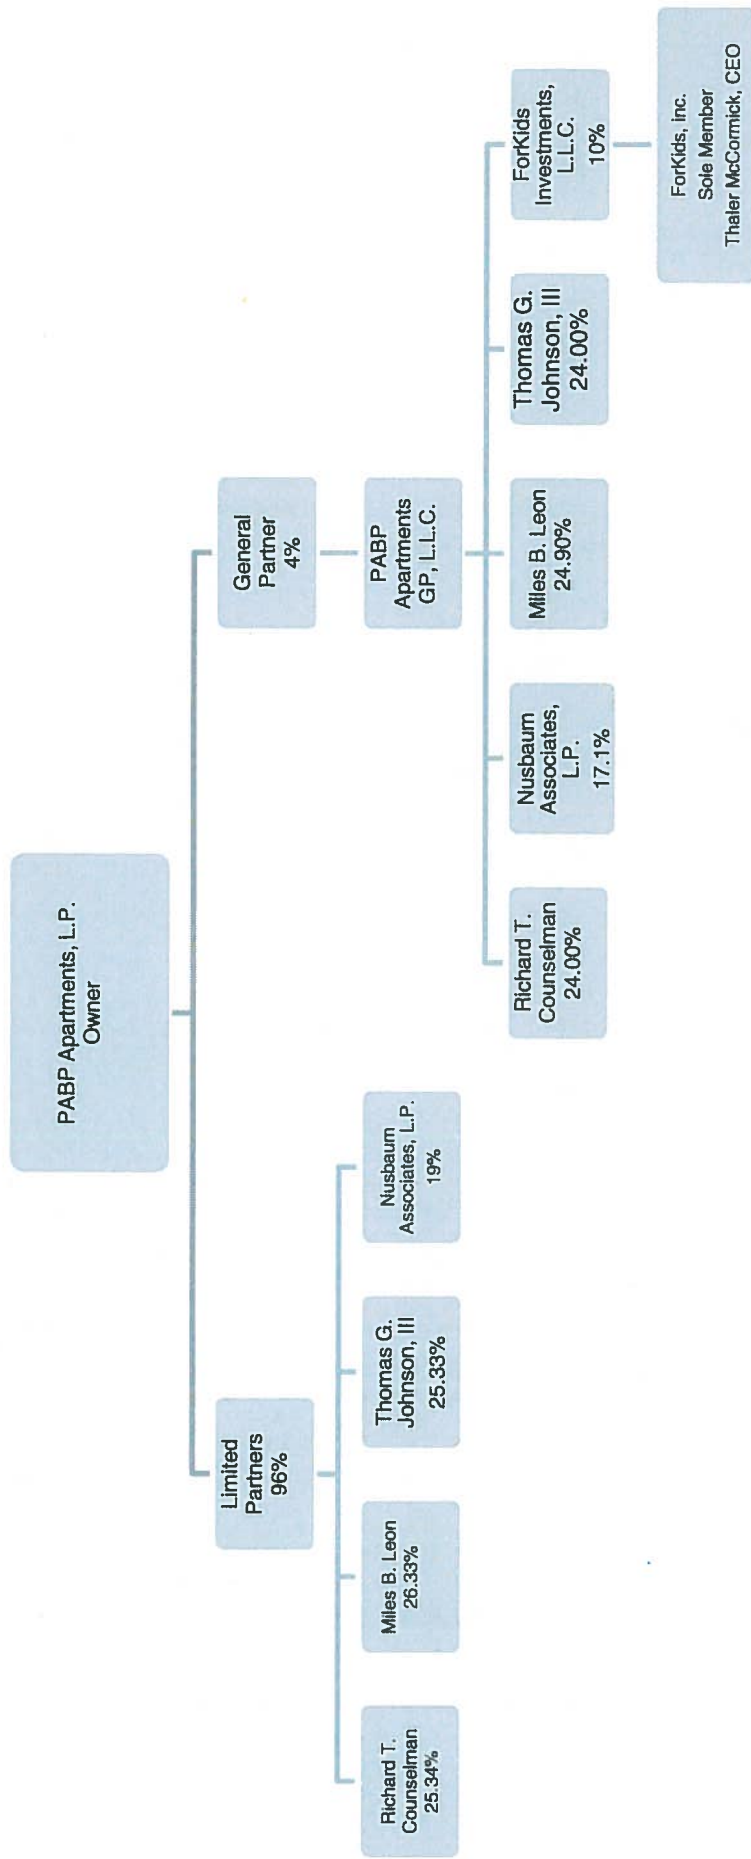 PABP Apartments, L.P.
Owner
Limited
Partners
96%
General
Partner
4%
Richard T.
Counselman
25.34%
Miles B. Leon
26.33%
Thomas G.
Johnson, III
25.33%
Nusbaum
Associates, L.P.
19%
PABP
Apartments
GP, L.L.C.
Richard T.
Counselman
24.00%
Nusbaum
Associates,
L.P.
17.1%
Miles B. Leon
24.90%
Thomas G.
Johnson, III
24.00%
ForKids
Investments,
L.L.C.
10%
ForKids, inc.
Sole Member
Thaler McCormick, CEO